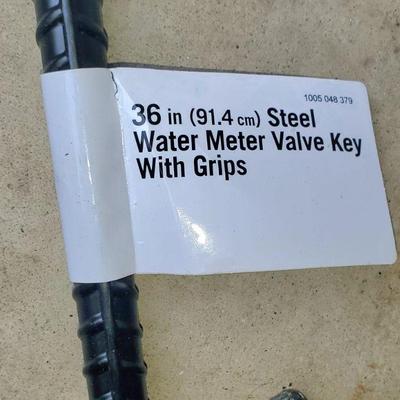 1005 048 379
36 in (91.4 cm) Steel
Water Meter Valve Key
With Grips